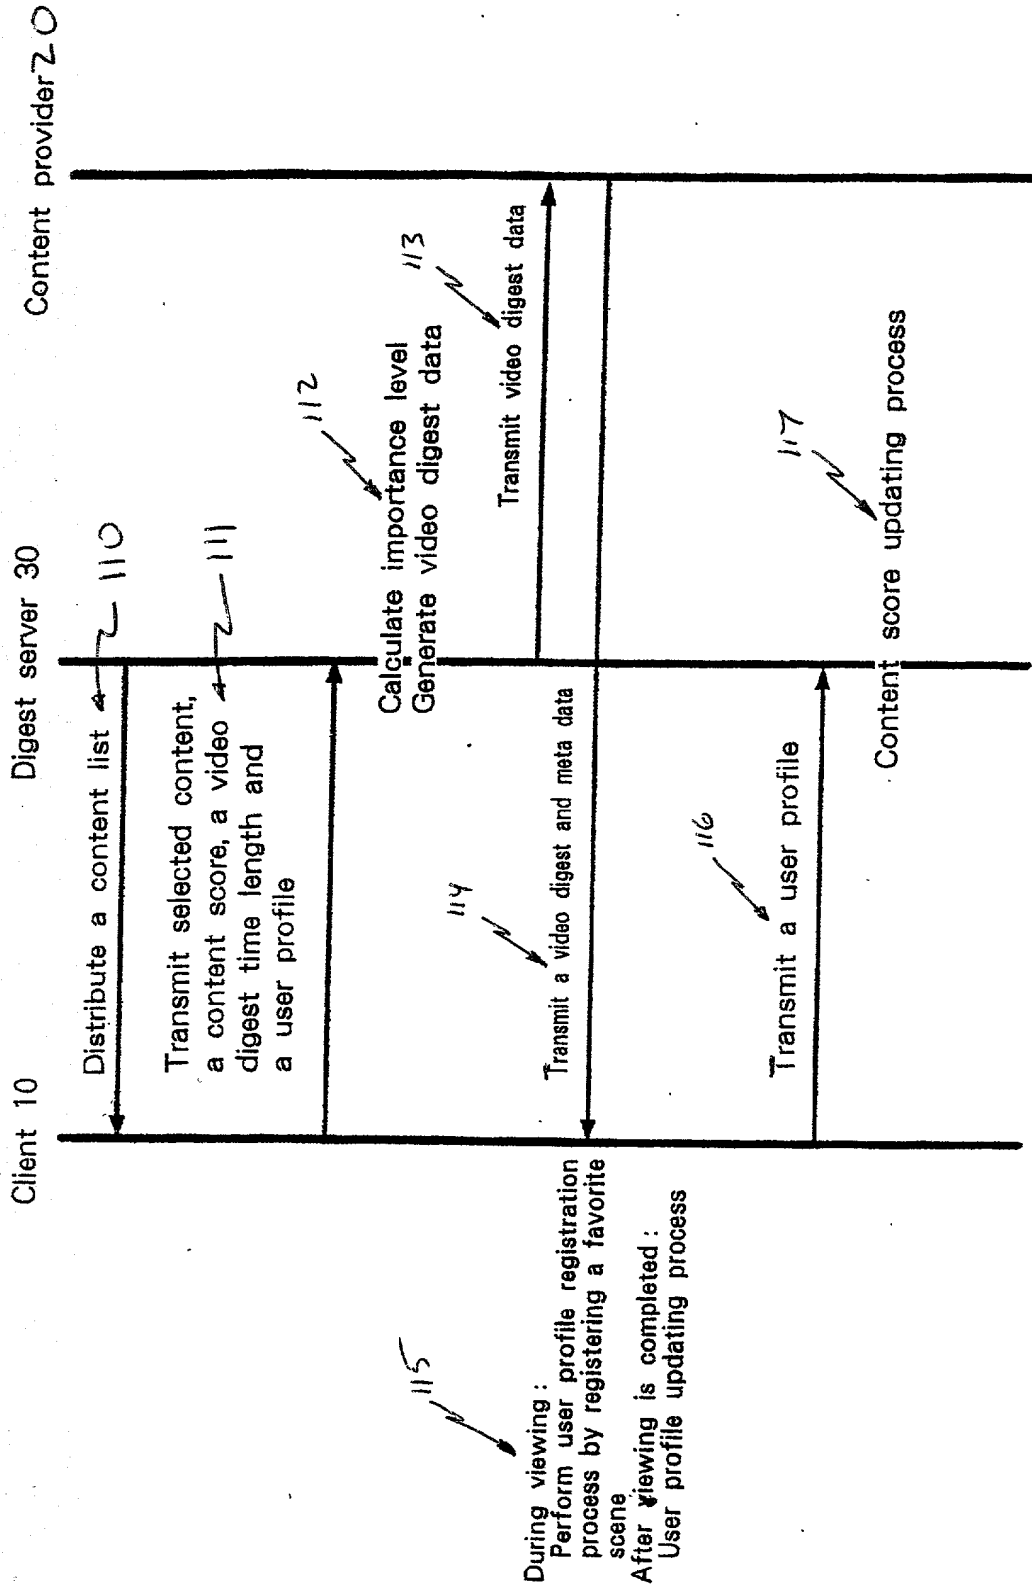 Client 10
Digest server 30
Content provider 20
Distribute a content list
110
Transmit selected content,
a content score, a video
digest time length and
a user profile
111
112
Calculate importance level
Generate video digest data
113
Transmit video digest data
114
Transmit a video digest and meta data
115
During viewing :
Perform user profile registration
process by registering a favorite
scene
After viewing is completed :
User profile updating process
116
Transmit a user profile
117
Content score updating process